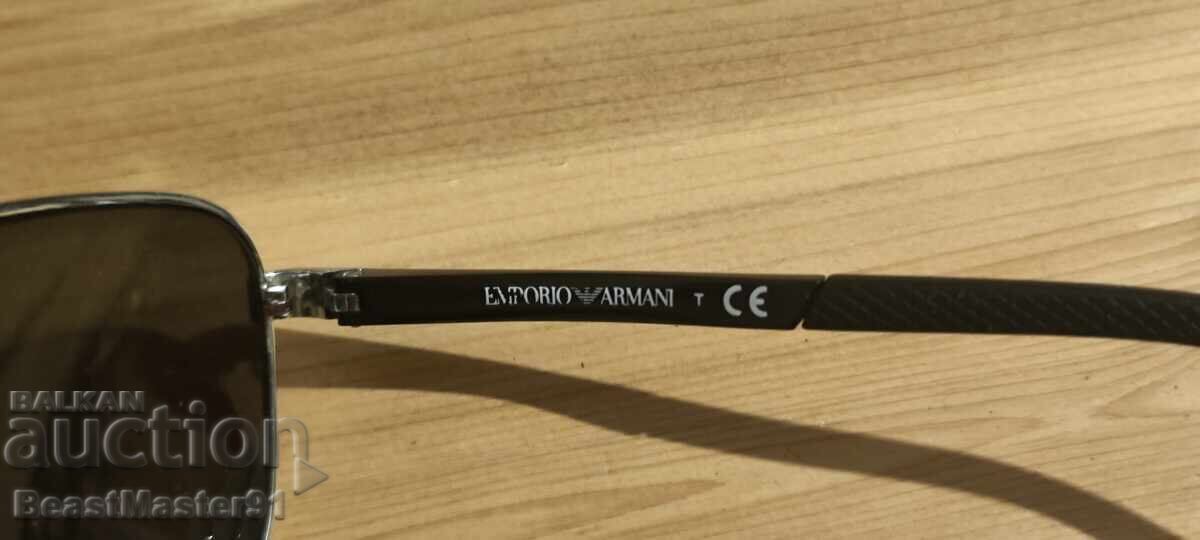 EMPORIO ARMANI T CE
BALKAN
auction
BeastMaster91